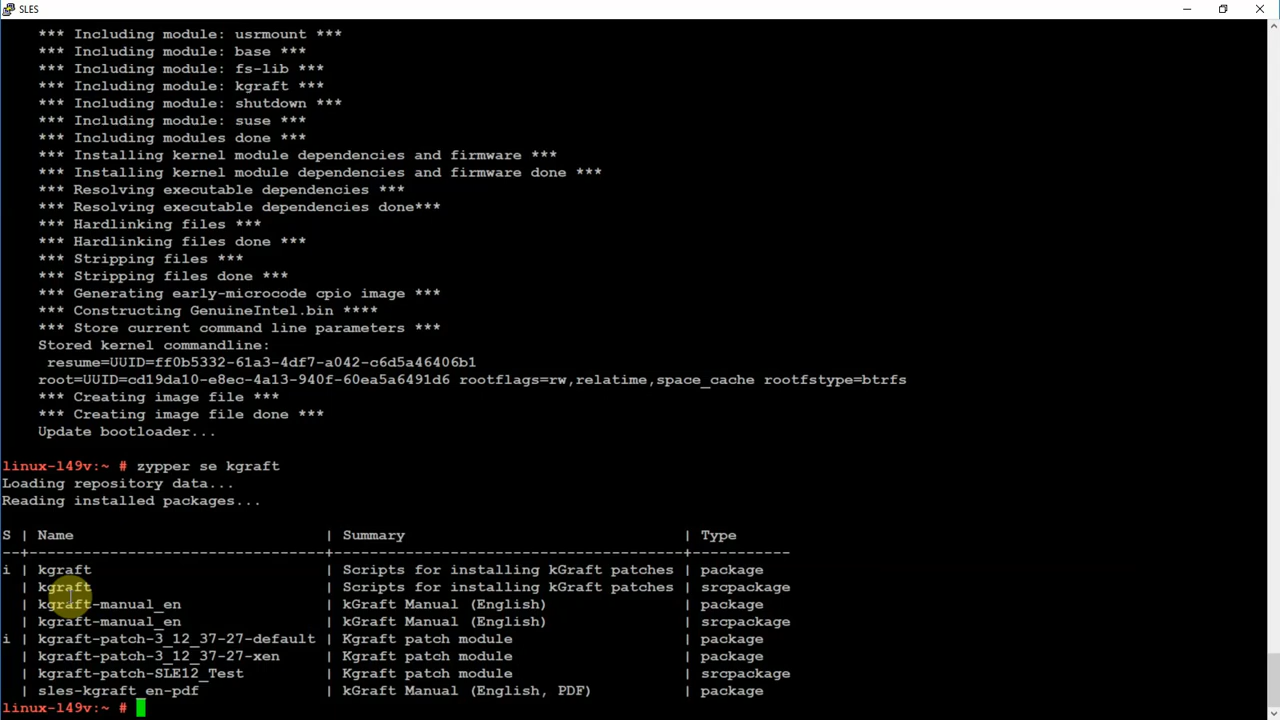 SLES
*** Including module: usrmount ***
*** Including module: base ***
*** Including module: fs-lib ***
*** Including module: kgraft ***
*** Including module: shutdown ***
*** Including module: suse ***
*** Including modules done ***
*** Installing kernel module dependencies and firmware ***
*** Installing kernel module dependencies and firmware done ***
*** Resolving executable dependencies ***
*** Resolving executable dependencies done***
*** Hardlinking files ***
*** Hardlinking files done ***
*** Stripping files ***
*** Stripping files done ***
*** Generating early-microcode cpio image ***
*** Constructing GenuineIntel.bin ****
*** Store current command line parameters ***
Stored kernel commandline:
 resume=UUID=ff0b5332-61a3-4df7-a042-c6d5a46406b1
root=UUID=cd19da10-e8ec-4a13-940f-60ea5a6491d6 rootflags=rw,relatime,space_cache rootfstype=btrfs
*** Creating image file ***
*** Creating image file done ***
Update bootloader...
linux-l49v:~ # zypper se kgraft
Loading repository data...
Reading installed packages...
S | Name | Summary | Type
--+--------------------------------+---------------------------------------+-----------
i | kgraft | Scripts for installing kGraft patches | package
  | kgraft | Scripts for installing kGraft patches | srcpackage
  | kgraft-manual_en | kGraft Manual (English) | package
  | kgraft-manual_en | kGraft Manual (English) | srcpackage
i | kgraft-patch-3_12_37-27-default | Kgraft patch module | package
  | kgraft-patch-3_12_37-27-xen | Kgraft patch module | package
  | kgraft-patch-SLE12_Test | Kgraft patch module | srcpackage
  | sles-kgraft_en-pdf | kGraft Manual (English, PDF) | package
linux-l49v:~ #